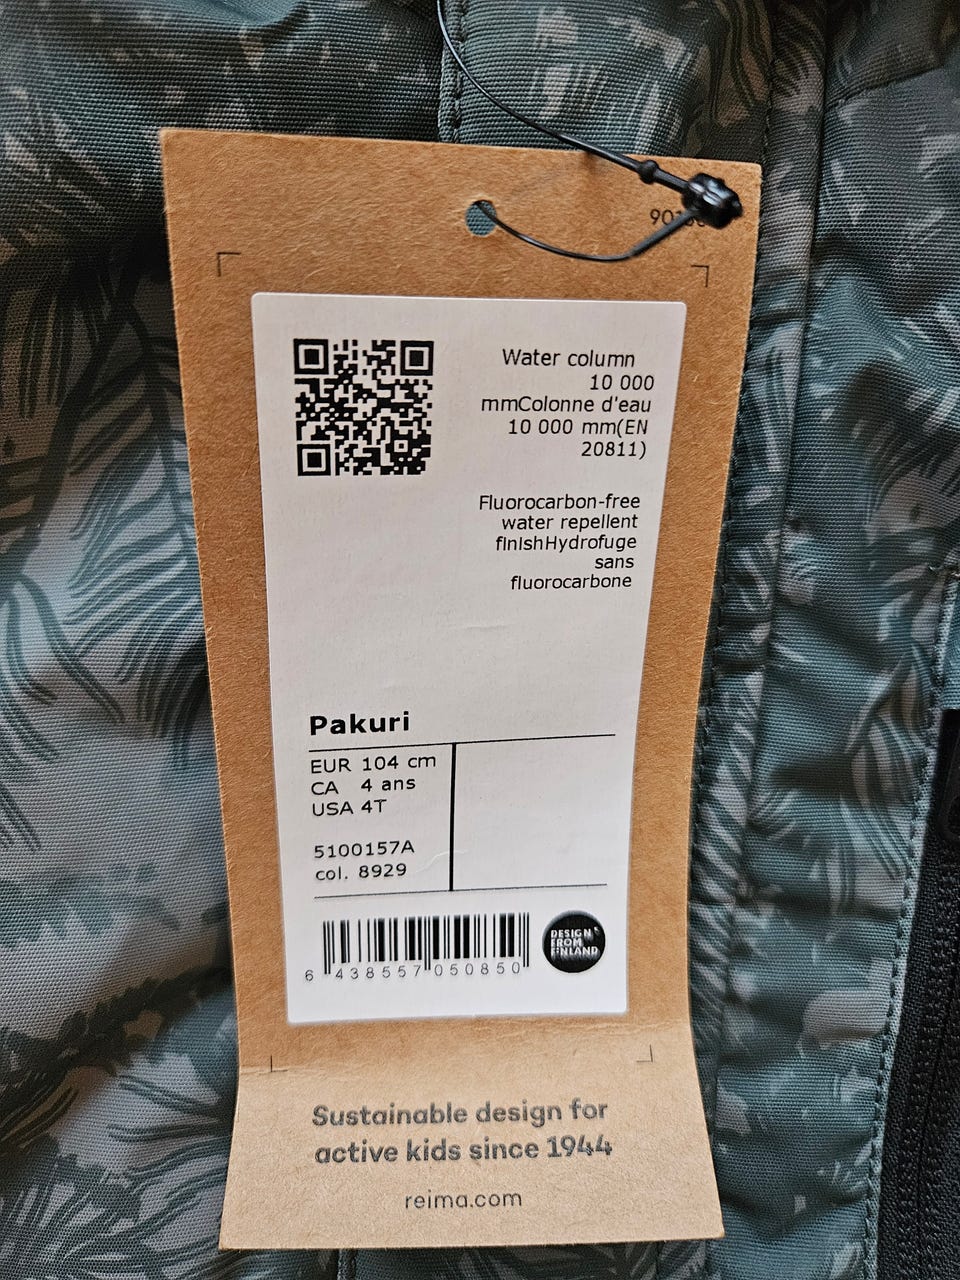 Water column
10 000
mmColonne d'eau
10 000 mm(EN
20811)
Fluorocarbon-free
water repellent
finishHydrofuge
sans
fluorocarbone
Pakuri
EUR 104 cm
CA 4 ans
USA 4T
5100157A
col. 8929
6 438557 050850
DESIGN
FROM
FINLAND
Sustainable design for
active kids since 1944
reima.com